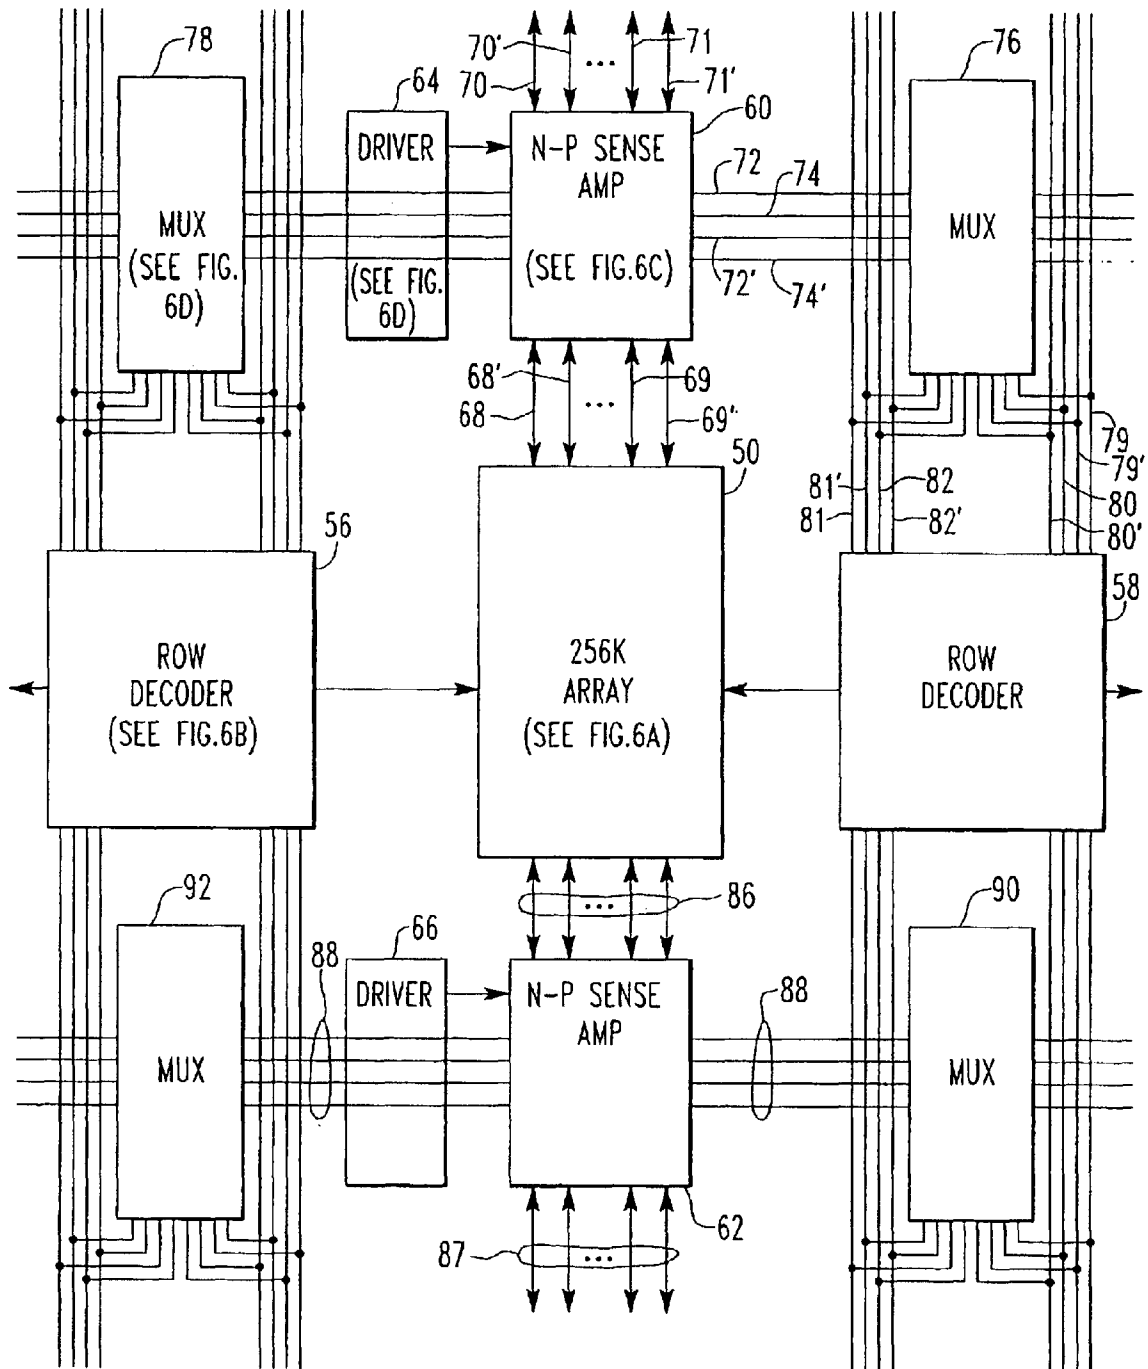 78
70'
70
71
71'
76
64
60
DRIVER
N-P SENSE
AMP
72
74
MUX
(SEE FIG.
6D)
(SEE FIG.
6D)
(SEE FIG.6C)
72'
74'
MUX
68'
68
69
69'
79
79'
80
80'
50
81'
81
82
82'
56
58
ROW
DECODER
(SEE FIG.6B)
256K
ARRAY
(SEE FIG.6A)
ROW
DECODER
92
86
90
66
88
DRIVER
N-P SENSE
AMP
88
MUX
MUX
62
87
...
...
...
...